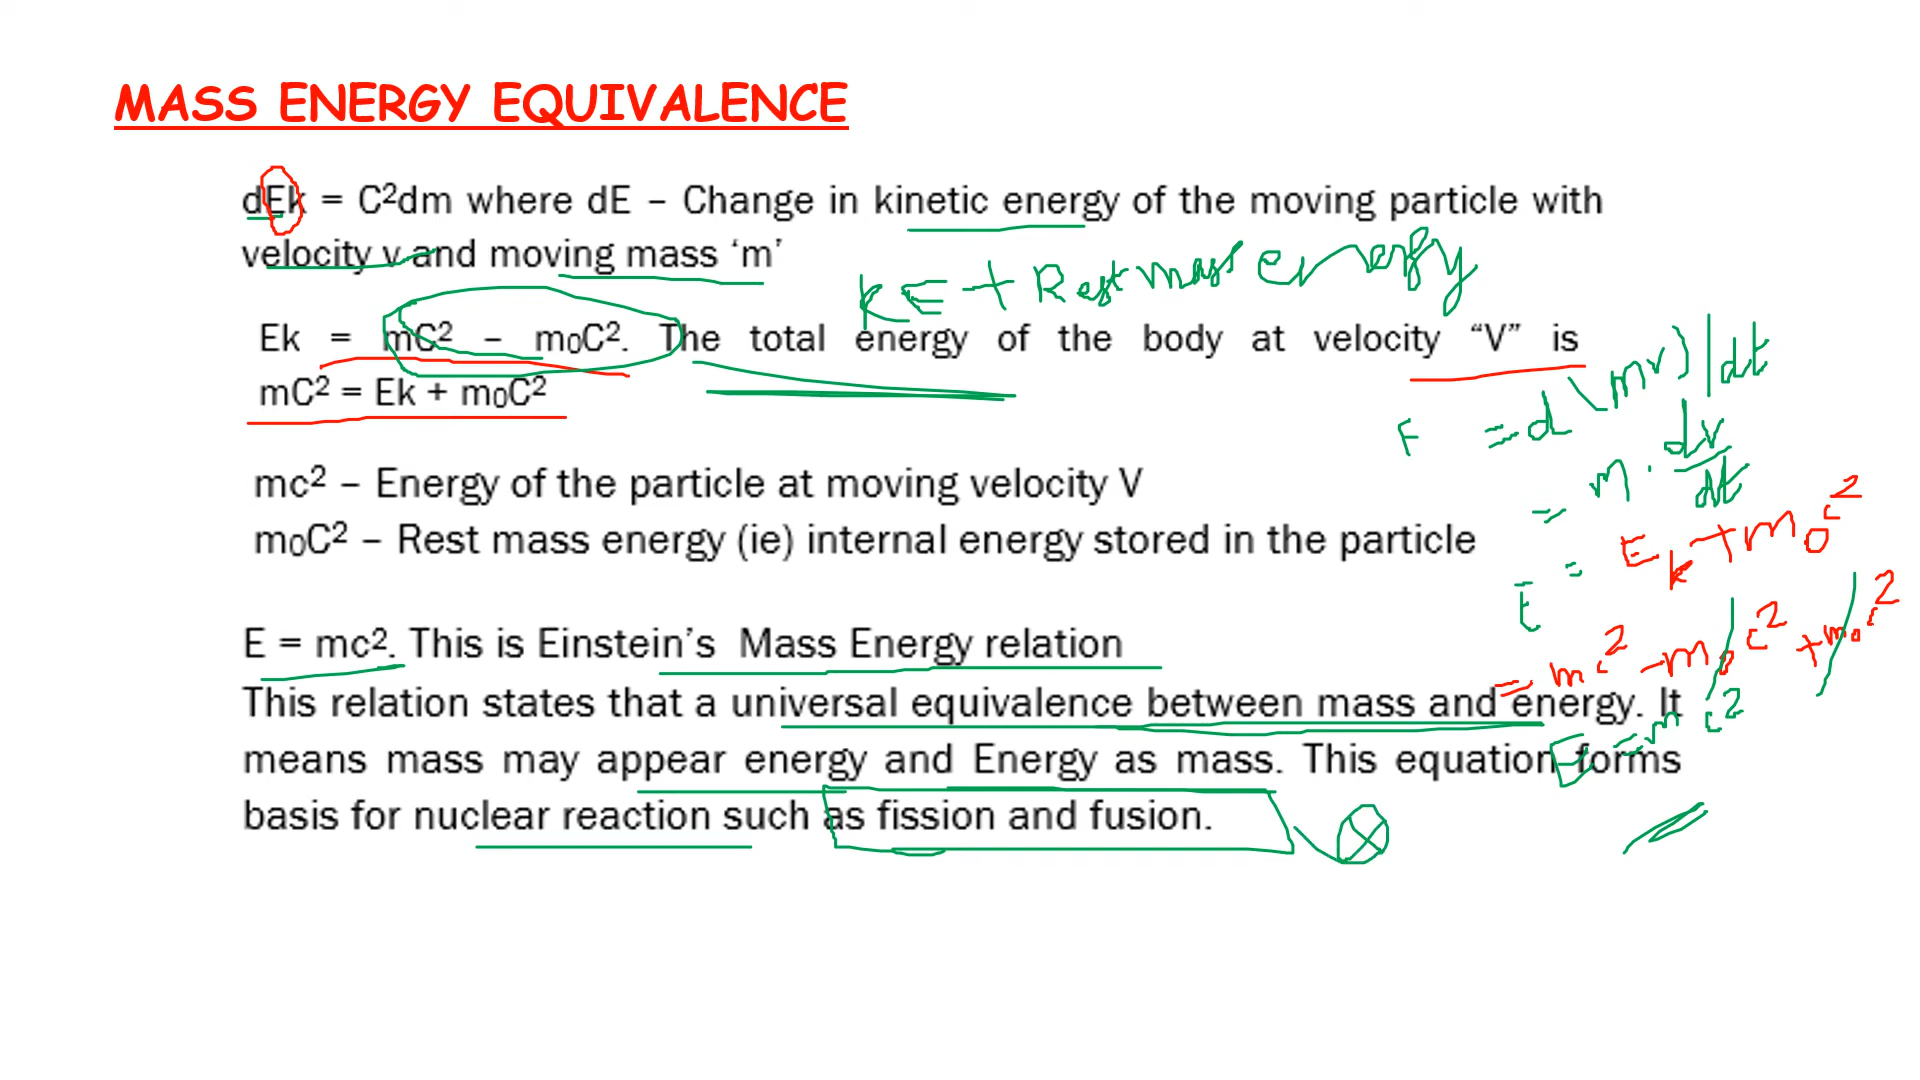 MASS ENERGY EQUIVALENCE
dEk = C²dm where dE – Change in kinetic energy of the moving particle with
velocity v and moving mass ‘m’
KE + Rest mass energy
Ek = mC² – m₀C². The total energy of the body at velocity “V” is
mC² = Ek + m₀C²
F = d(mv)/dt
= m · dv/dt
mc² – Energy of the particle at moving velocity V
m₀C² – Rest mass energy (ie) internal energy stored in the particle
E = Ek + m₀c²
= mc² - m₀c² + m₀c²
E = mc². This is Einstein’s Mass Energy relation
This relation states that a universal equivalence between mass and energy. It
E = mc²
means mass may appear energy and Energy as mass. This equation forms
basis for nuclear reaction such as fission and fusion.